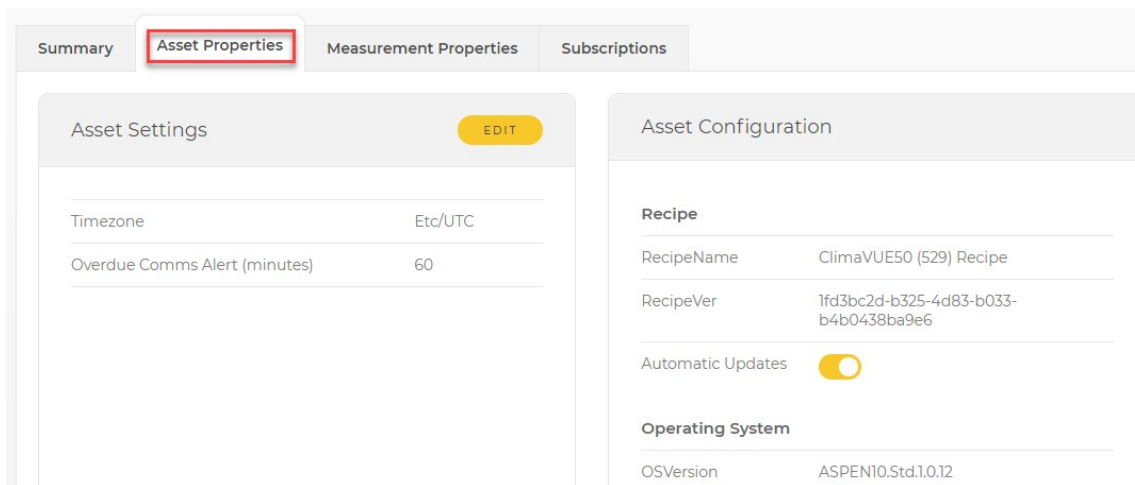 Summary
Asset Properties
Measurement Properties
Subscriptions
Asset Settings
EDIT
Timezone
Etc/UTC
Overdue Comms Alert (minutes)
60
Asset Configuration
Recipe
RecipeName
ClimaVUE50 (529) Recipe
RecipeVer
1fd3bc2d-b325-4d83-b033-
b4b0438ba9e6
Automatic Updates
Operating System
OSVersion
ASPEN10.Std.1.0.12